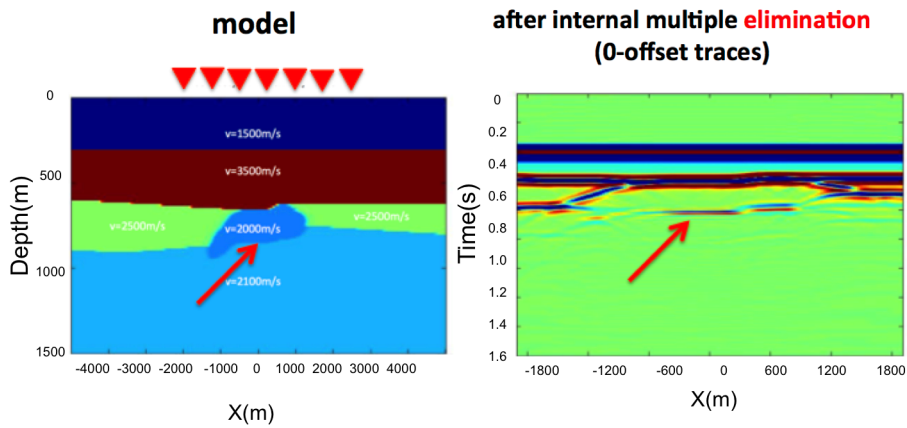 model
after internal multiple elimination
(0-offset traces)
0
500
1000
1500
Depth(m)
v=1500m/s
v=3500m/s
v=2500m/s
v=2000m/s
v=2500m/s
v=2100m/s
-4000 -3000 -2000 -1000 0 1000 2000 3000 4000
X(m)
0
0.2
0.4
0.6
0.8
1.0
1.2
1.4
1.6
Time(s)
-1800 -1200 -600 0 600 1200 1800
X(m)